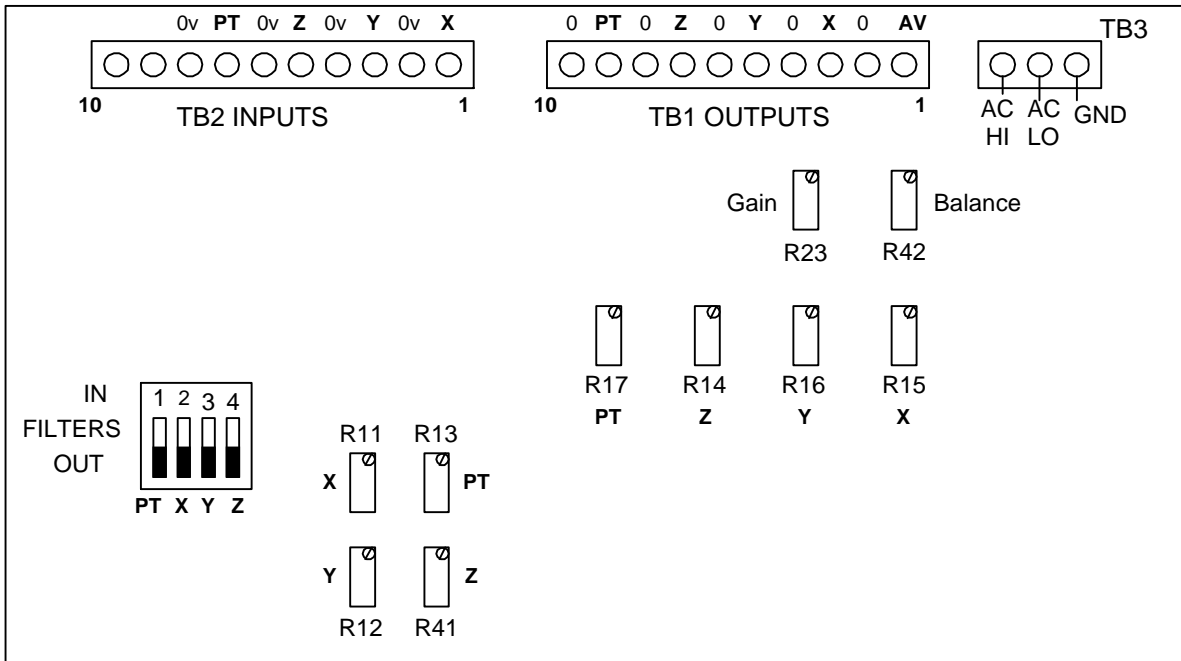 0v PT 0v Z 0v Y 0v X
0 PT 0 Z 0 Y 0 X 0 AV
TB3
10 1
TB2 INPUTS
10 1
TB1 OUTPUTS
AC HI
AC LO
GND
Gain
R23
Balance
R42
R17
PT
R14
Z
R16
Y
R15
X
IN
FILTERS
OUT
1 2 3 4
PT X Y Z
R11
X
R13
PT
Y
R12
Z
R41